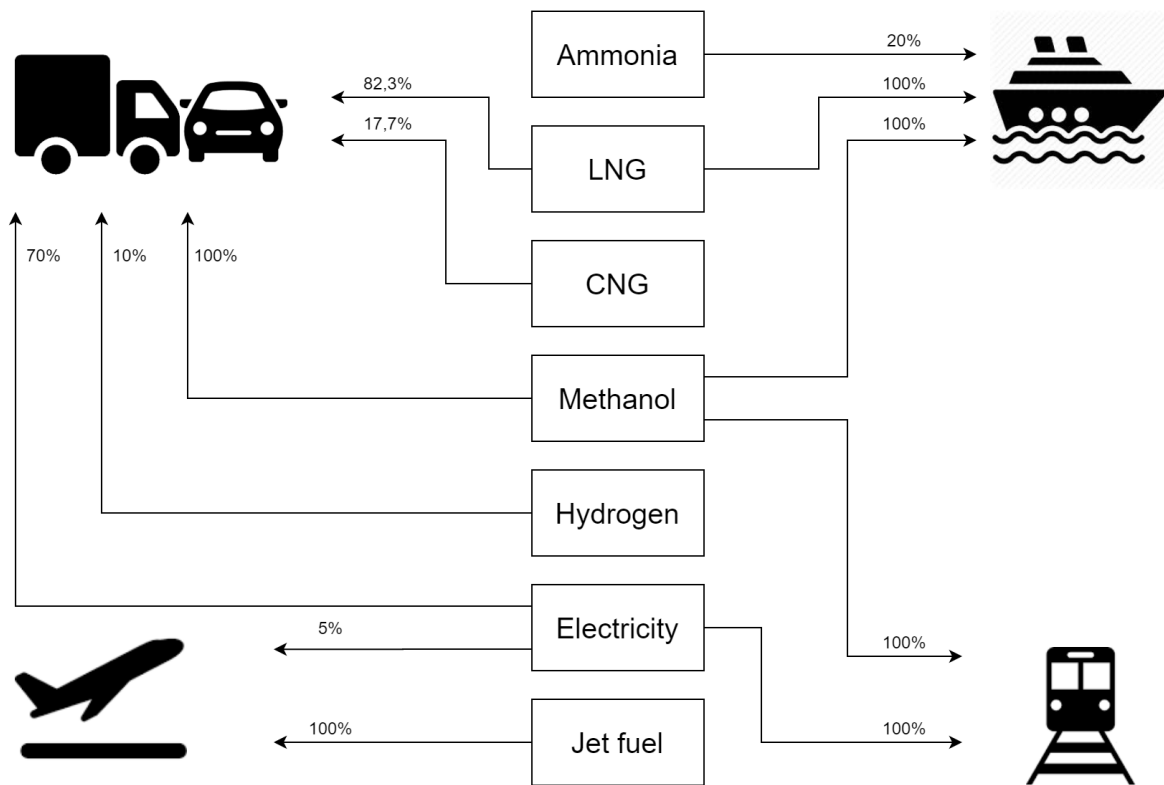 Ammonia
20%
82,3%
100%
17,7%
LNG
100%
70%
10%
100%
CNG
Methanol
Hydrogen
Electricity
5%
100%
100%
Jet fuel
100%